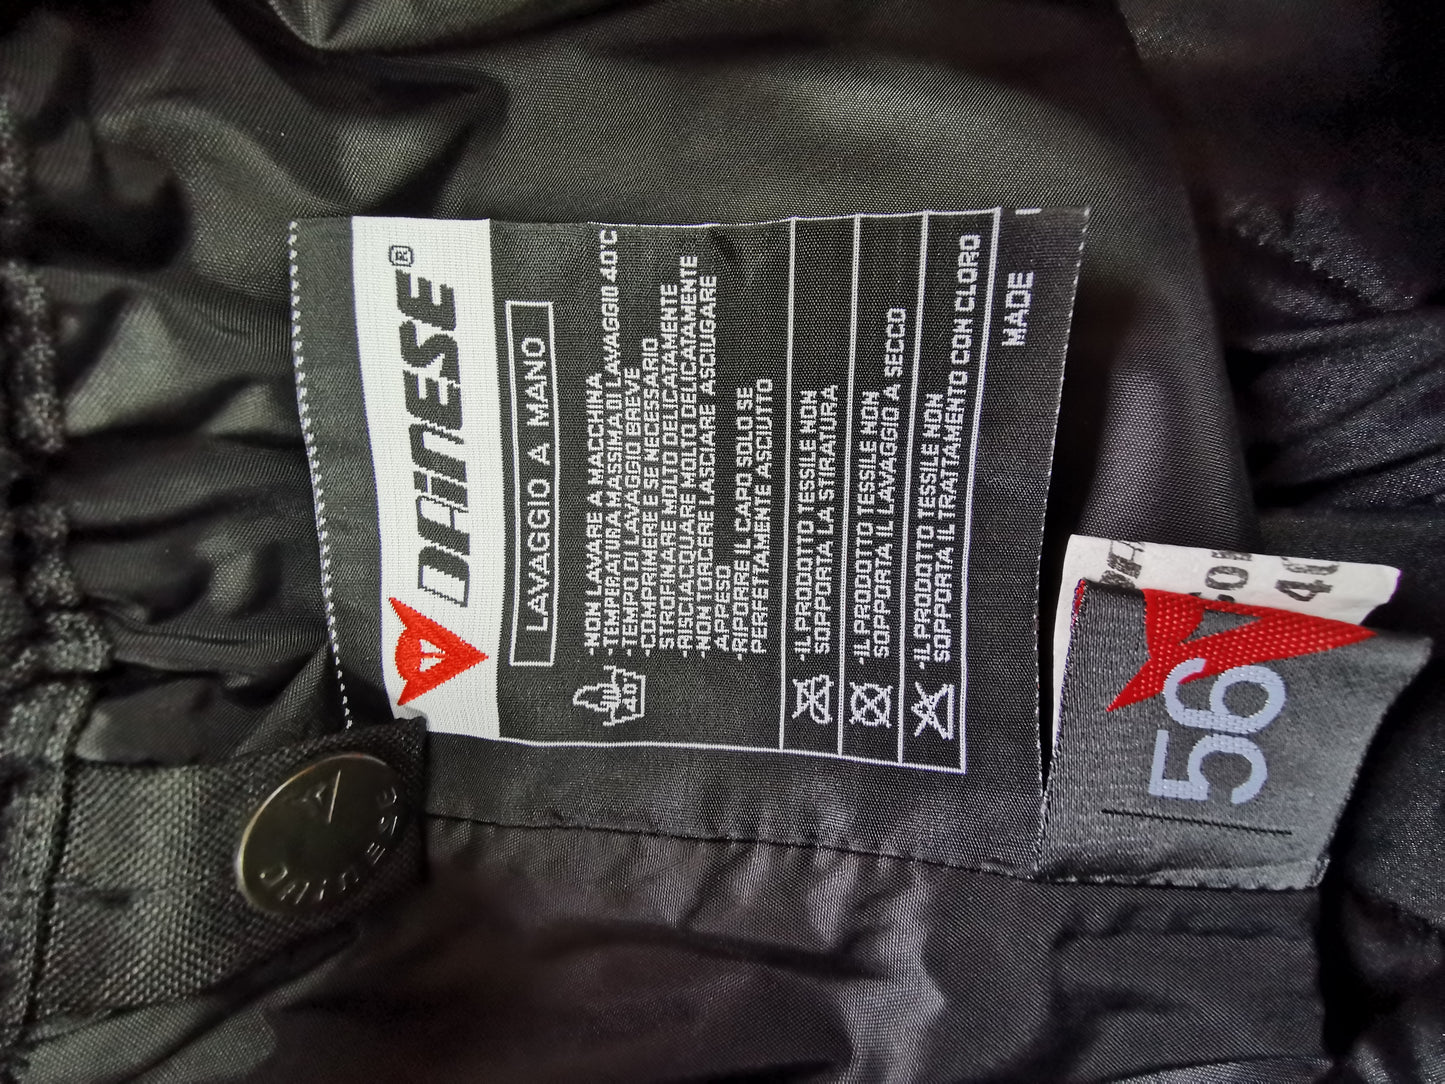 DAINESE®
LAVAGGIO A MANO
-NON LAVARE A MACCHINA
-TEMPERATURA MASSIMA DI LAVAGGIO 40°C
-TEMPO DI LAVAGGIO BREVE
-COMPRIMERE E SE NECESSARIO
STROFINARE MOLTO DELICATAMENTE
-RISCIACQUARE MOLTO DELICATAMENTE
-NON TORCERE LASCIARE ASCIUGARE
APPESO
-RIPORRE IL CAPO SOLO SE
PERFETTAMENTE ASCIUTTO
40
-IL PRODOTTO TESSILE NON
SOPPORTA LA STIRATURA
-IL PRODOTTO TESSILE NON
SOPPORTA IL LAVAGGIO A SECCO
-IL PRODOTTO TESSILE NON
SOPPORTA IL TRATTAMENTO CON CLORO
MADE
56
DAINESE